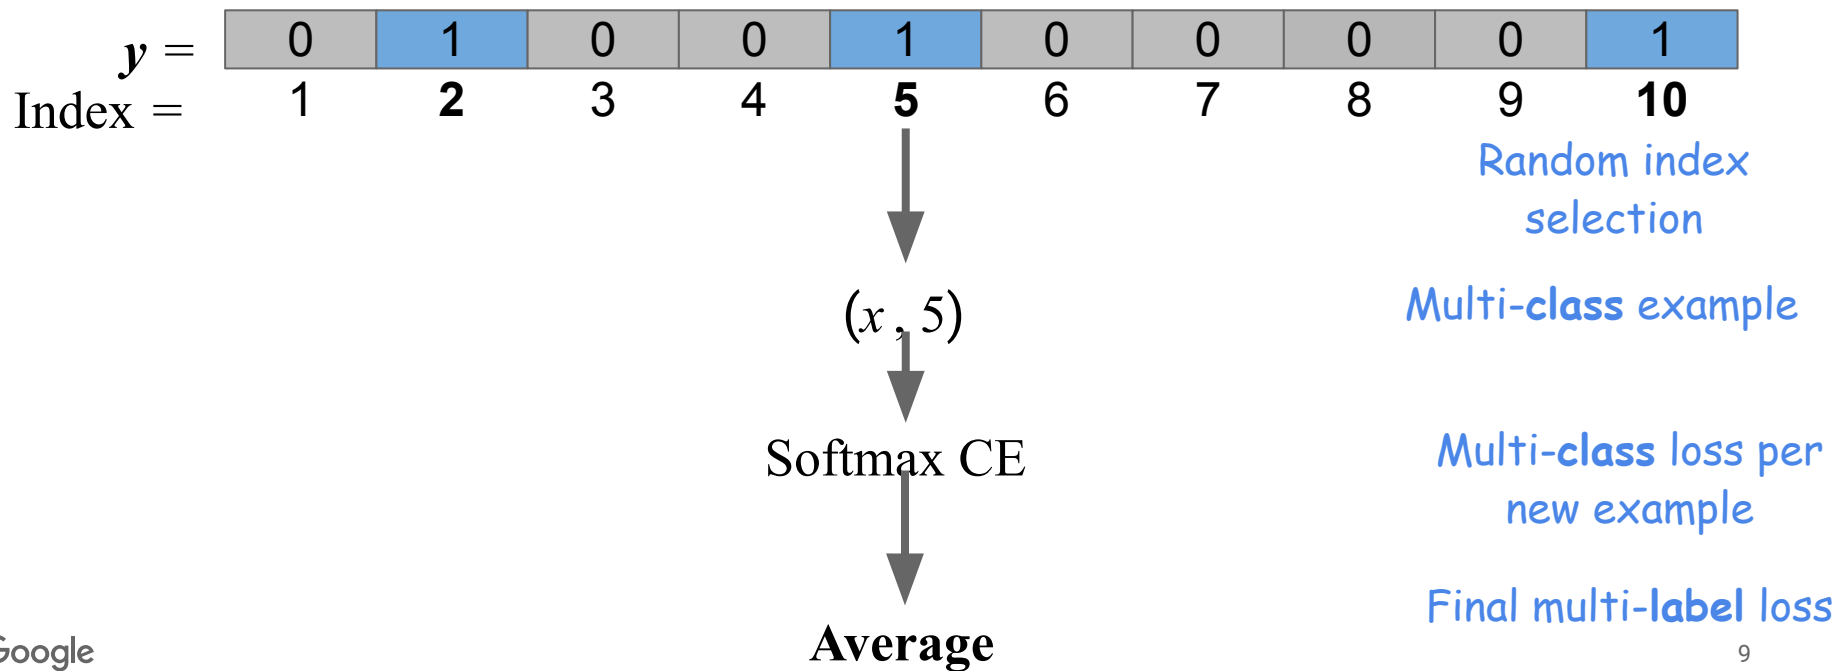 y = 0 1 0 0 1 0 0 0 0 1
Index = 1 2 3 4 5 6 7 8 9 10
Random index
selection
(x , 5)
Multi-class example
Softmax CE
Multi-class loss per
new example
Final multi-label loss
Average
Google
9